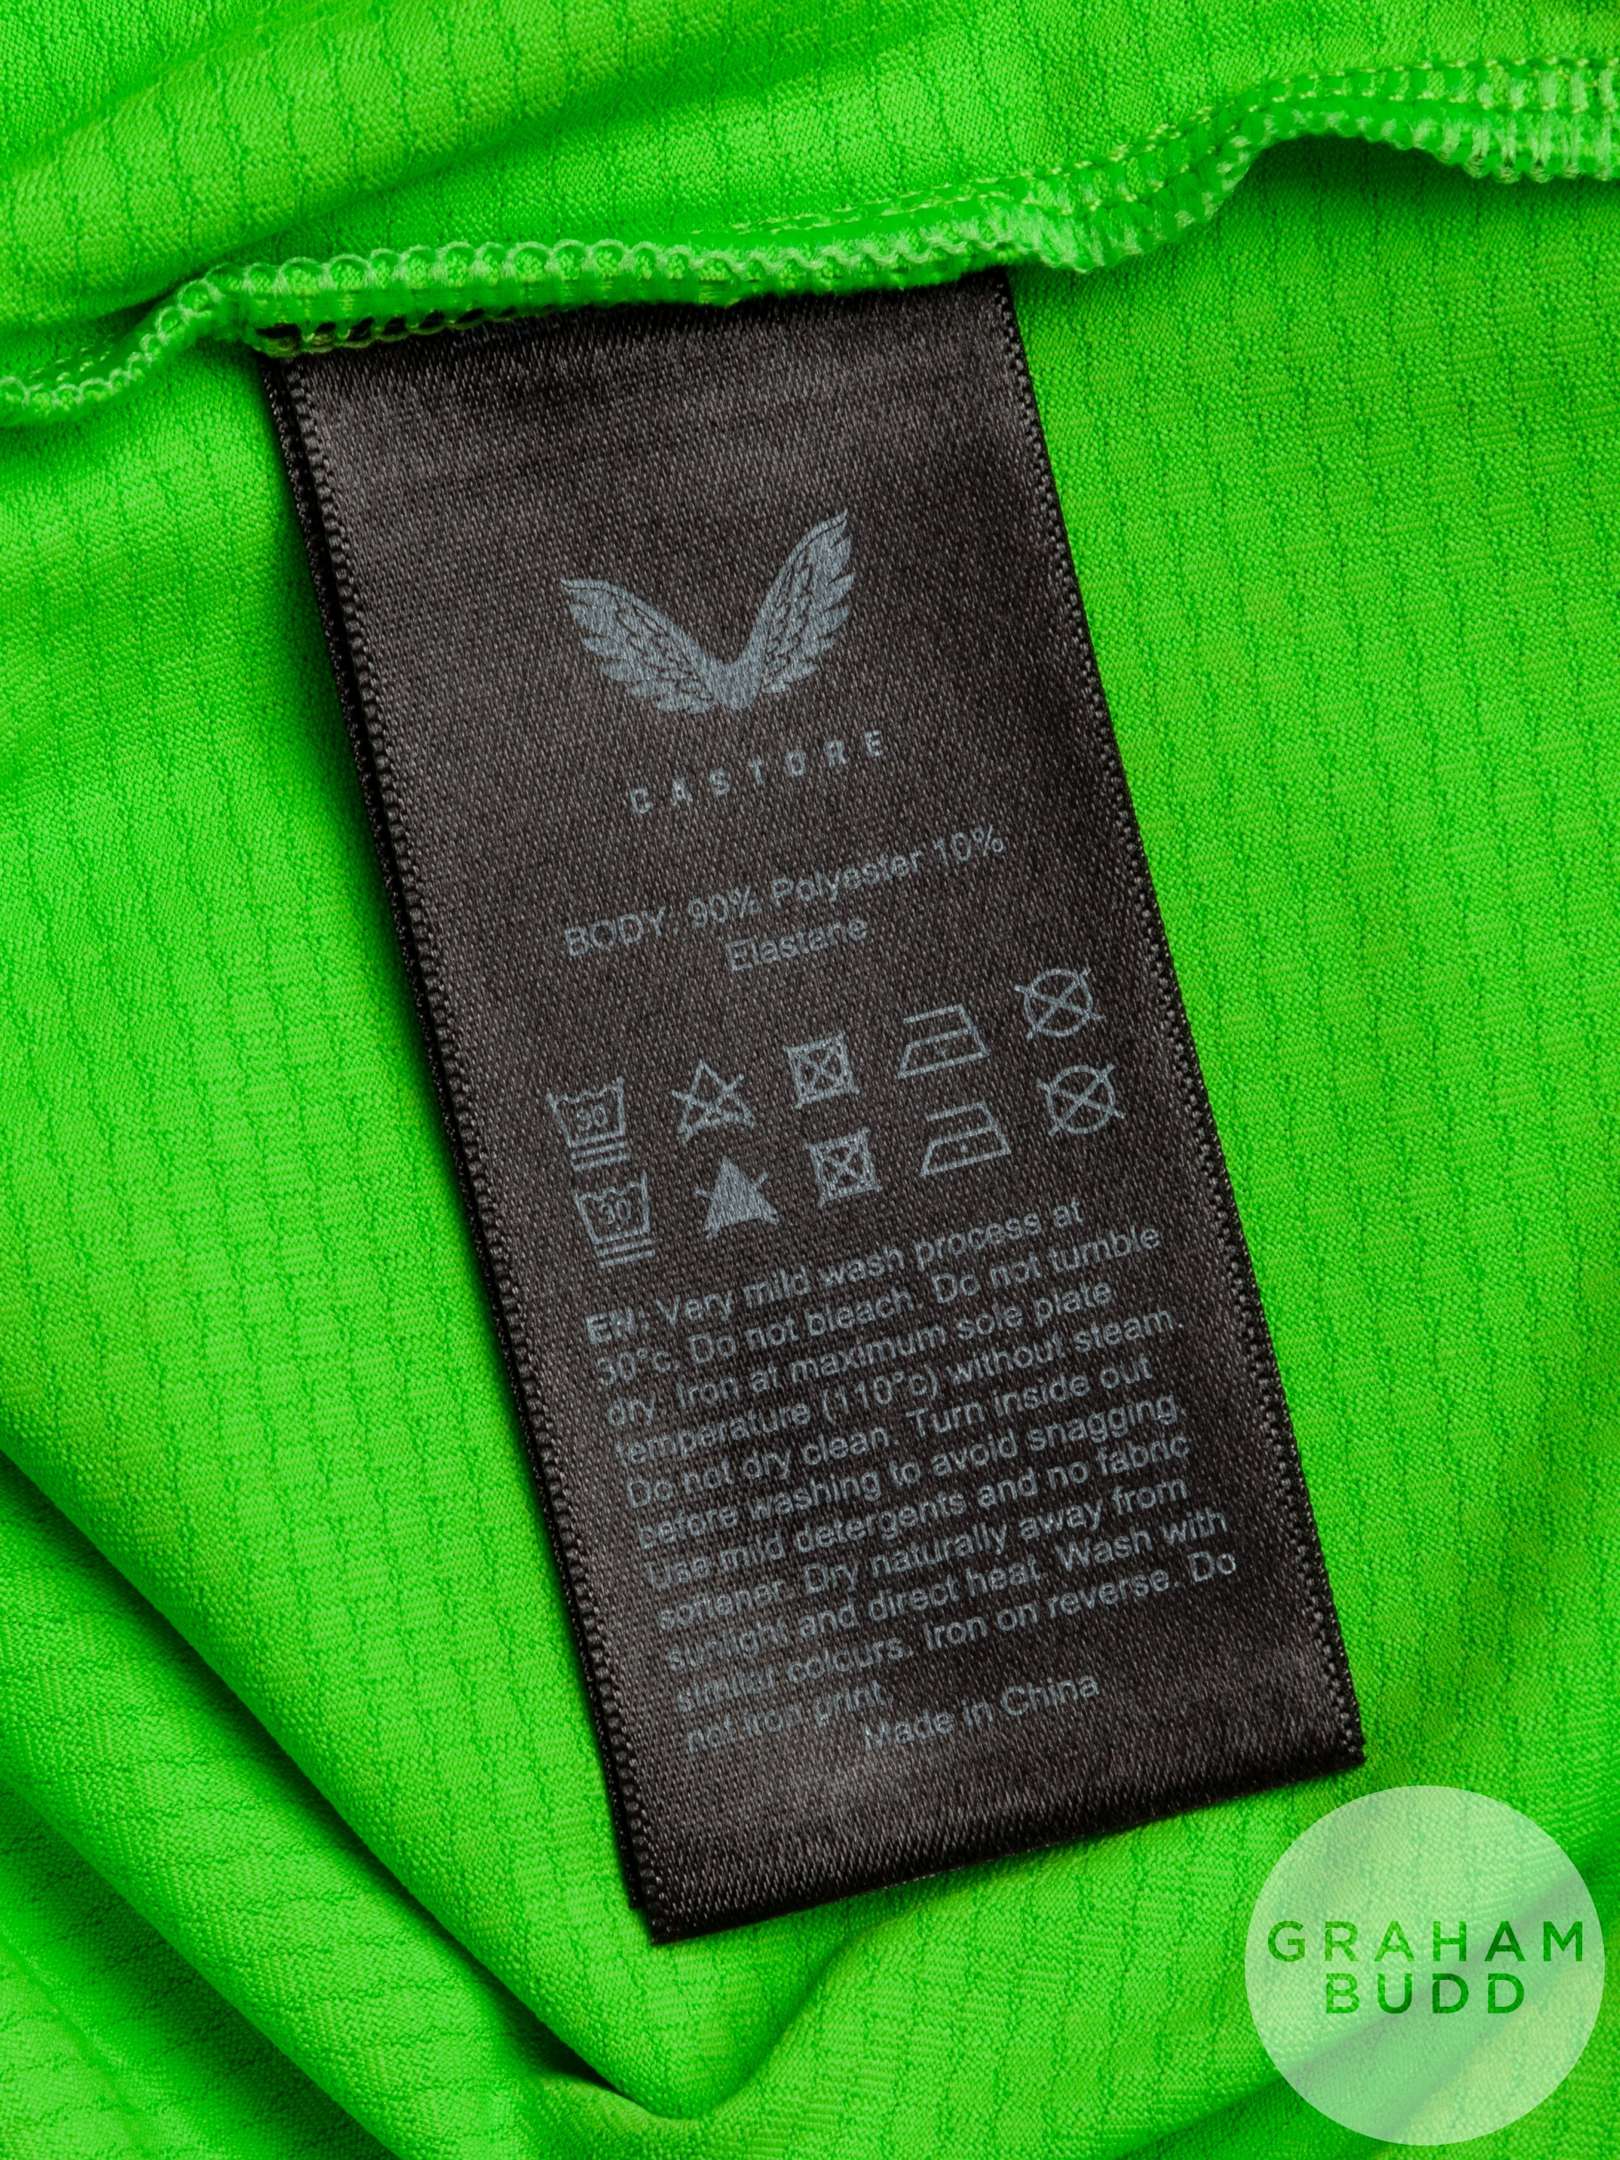 CASTORE
BODY: 90% Polyester 10%
Elastane
30
30
EN: Very mild wash process at
30°c. Do not bleach. Do not tumble
dry. Iron at maximum sole plate
temperature (110°c) without steam.
Do not dry clean. Turn inside out
before washing to avoid snagging
Use mild detergents and no fabric
softener. Dry naturally away from
sunlight and direct heat. Wash with
similar colours. Iron on reverse. Do
not iron print
Made in China
GRAHAM
BUDD